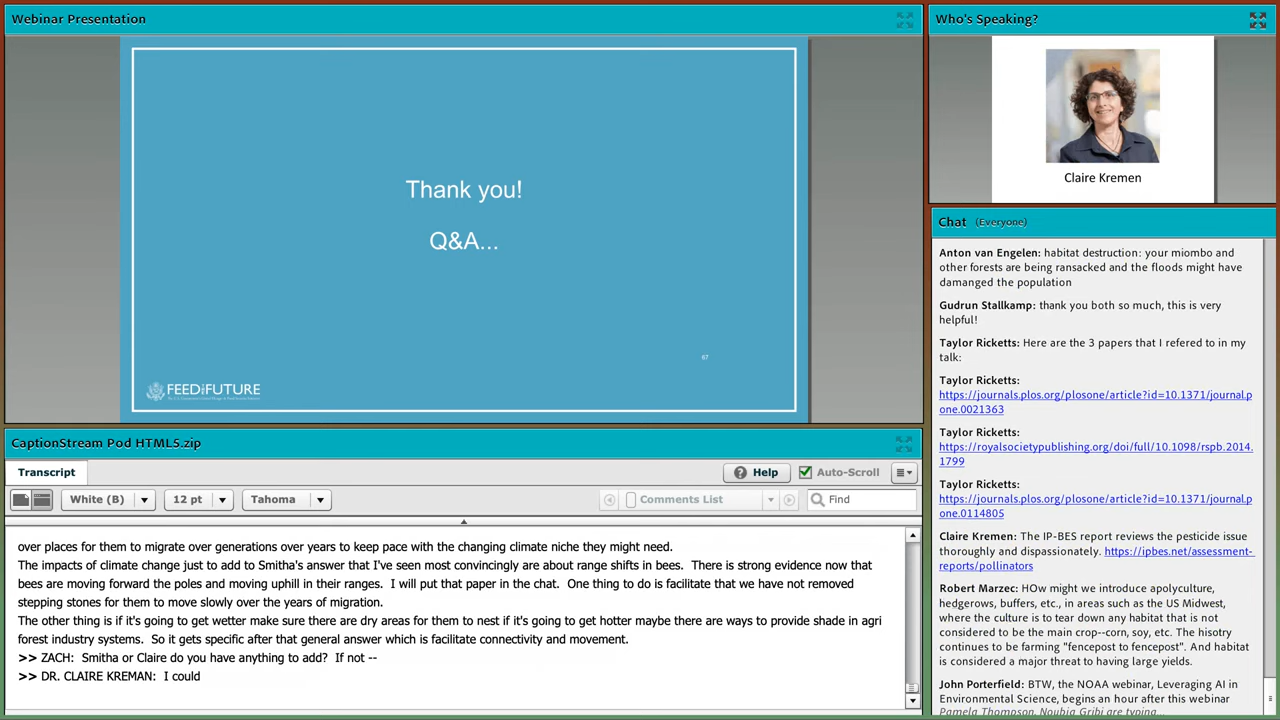 Webinar Presentation
Thank you!
Q&A...
67
FEED THE FUTURE
Who's Speaking?
Claire Kremen
CaptionStream Pod HTML5.zip
Transcript
Help
Auto-Scroll
White (B)
12 pt
Tahoma
Comments List
Find
over places for them to migrate over generations over years to keep pace with the changing climate niche they might need.
The impacts of climate change just to add to Smitha's answer that I've seen most convincingly are about range shifts in bees.  There is strong evidence now that
bees are moving forward the poles and moving uphill in their ranges.  I will put that paper in the chat.  One thing to do is facilitate that we have not removed
stepping stones for them to move slowly over the years of migration.
The other thing is if it's going to get wetter make sure there are dry areas for them to nest if it's going to get hotter maybe there are ways to provide shade in agri
forest industry systems.  So it gets specific after that general answer which is facilitate connectivity and movement.
>> ZACH:  Smitha or Claire do you have anything to add?  If not --
>> DR. CLAIRE KREMAN:  I could
Chat (Everyone)
Anton van Engelen: habitat destruction: your miombo and
other forests are being ransacked and the floods might have
damanged the population
Gudrun Stallkamp: thank you both so much, this is very
helpful!
Taylor Ricketts: Here are the 3 papers that I refered to in my
talk:
Taylor Ricketts:
https://journals.plos.org/plosone/article?id=10.1371/journal.p
one.0021363
Taylor Ricketts:
https://royalsocietypublishing.org/doi/full/10.1098/rspb.2014.
1799
Taylor Ricketts:
https://journals.plos.org/plosone/article?id=10.1371/journal.p
one.0114805
Claire Kremen: The IP-BES report reviews the pesticide issue
thoroughly and dispassionately. https://ipbes.net/assessment-
reports/pollinators
Robert Marzec: HOw might we introduce apolyculture,
hedgerows, buffers, etc., in areas such as the US Midwest,
where the culture is to tear down any habitat that is
not considered to be the main crop--corn, soy, etc. The hisotry
continues to be farming "fencepost to fencepost". And habitat
is considered a major threat to having large yields.
John Porterfield: BTW, the NOAA webinar, Leveraging AI in
Environmental Science, begins an hour after this webinar
Pamela Thomoson, Noubia Gribi are typing...